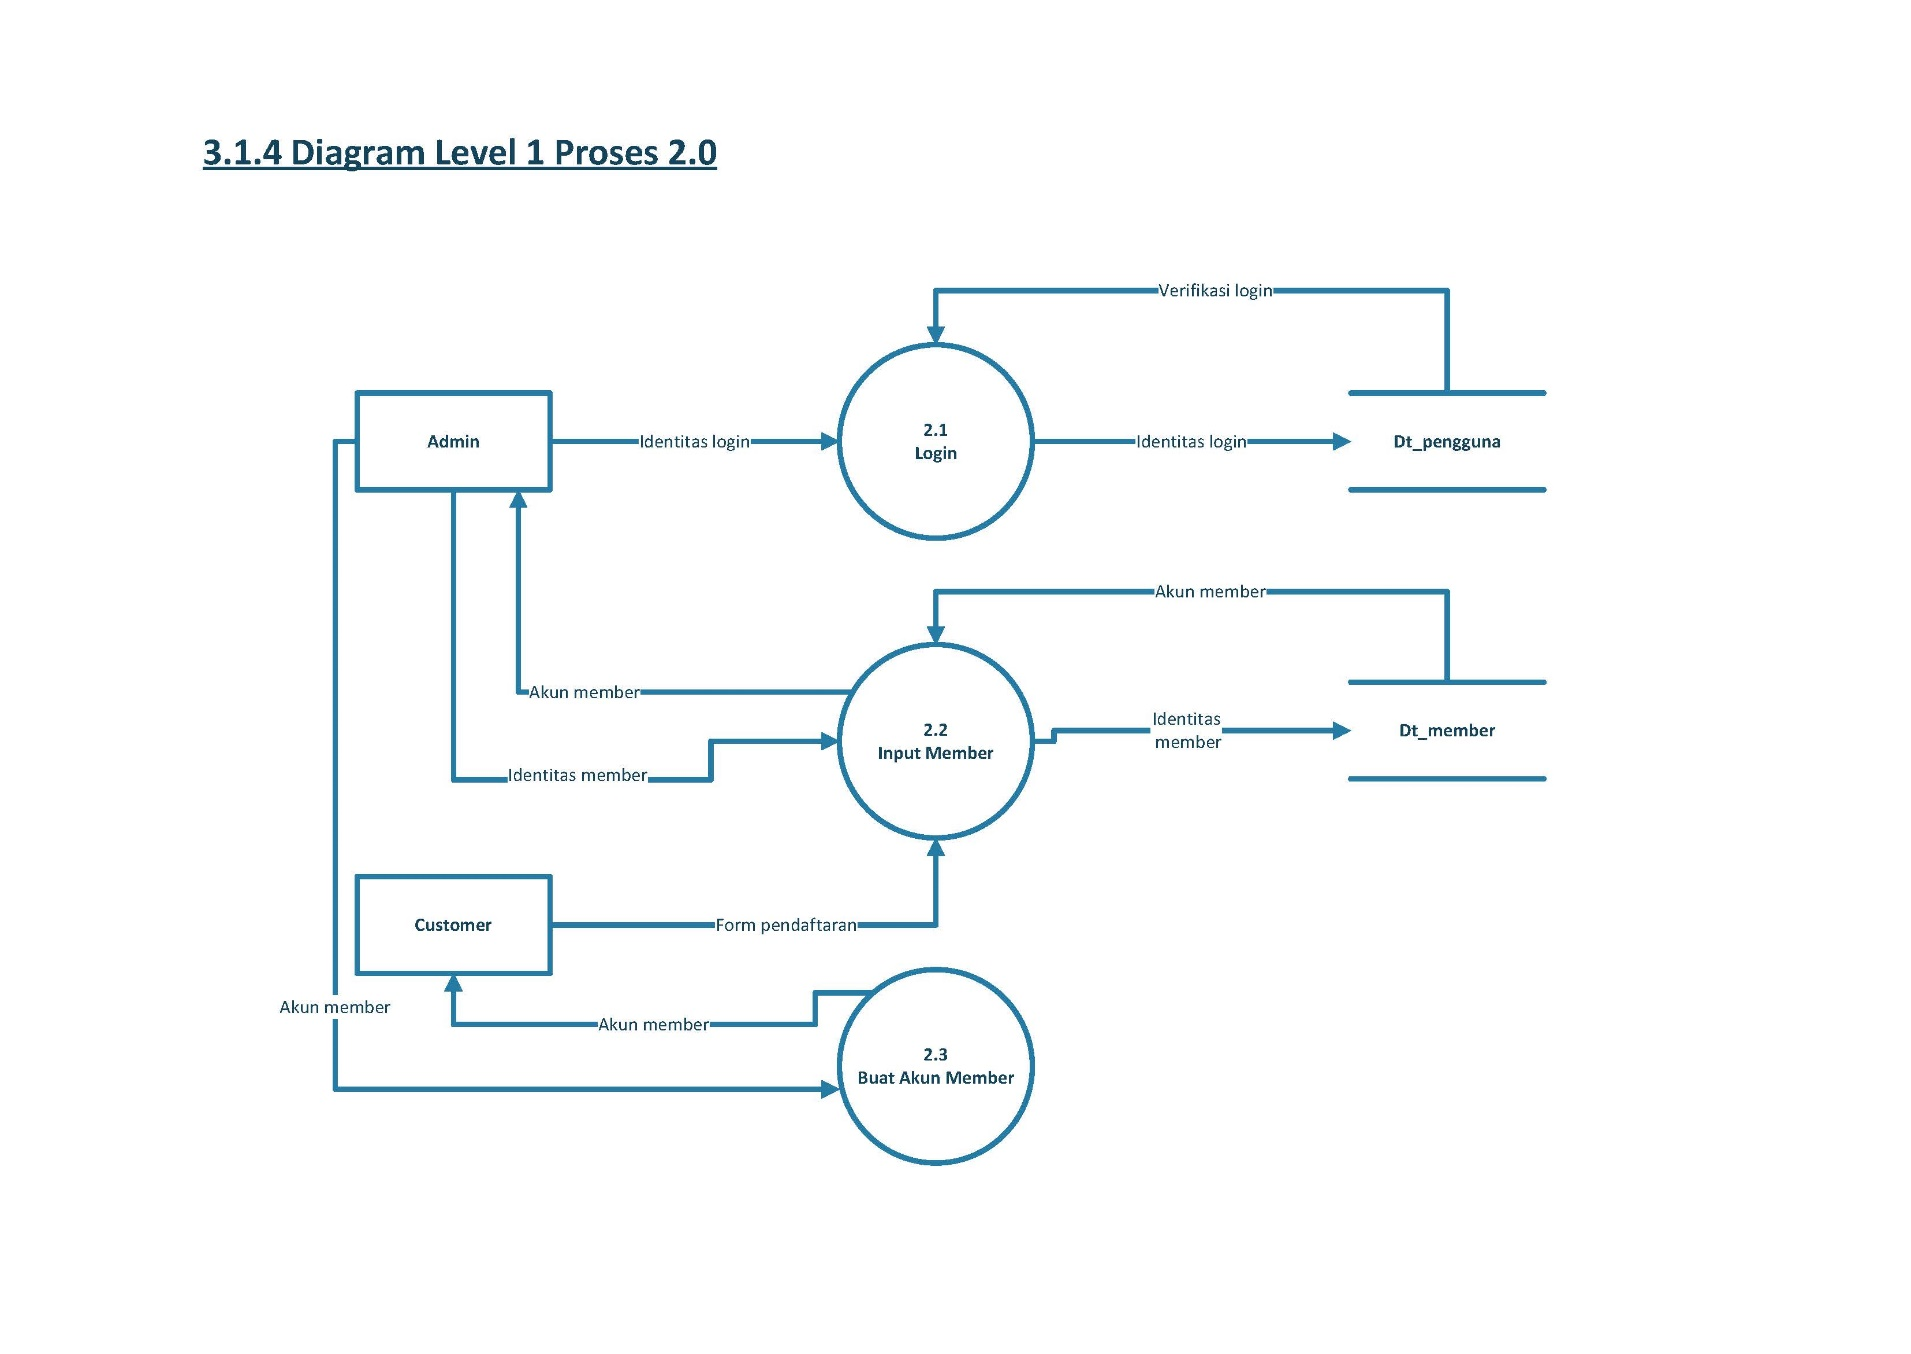 3.1.4 Diagram Level 1 Proses 2.0
Verifikasi login
Admin
Identitas login
2.1
Login
Identitas login
Dt_pengguna
Akun member
Akun member
2.2
Input Member
Identitas
member
Dt_member
Identitas member
Customer
Form pendaftaran
Akun member
Akun member
2.3
Buat Akun Member